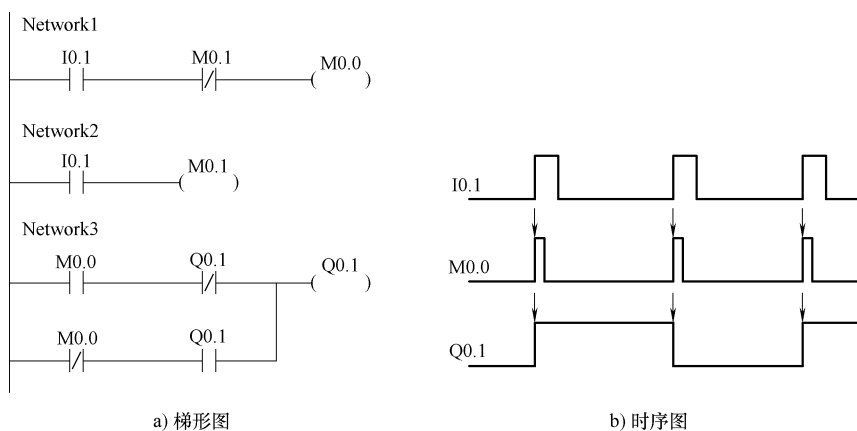 Network1
I0.1 M0.1 M0.0
Network2
I0.1 M0.1
Network3
M0.0 Q0.1 Q0.1
M0.0 Q0.1
a) 梯形图
I0.1
M0.0
Q0.1
b) 时序图